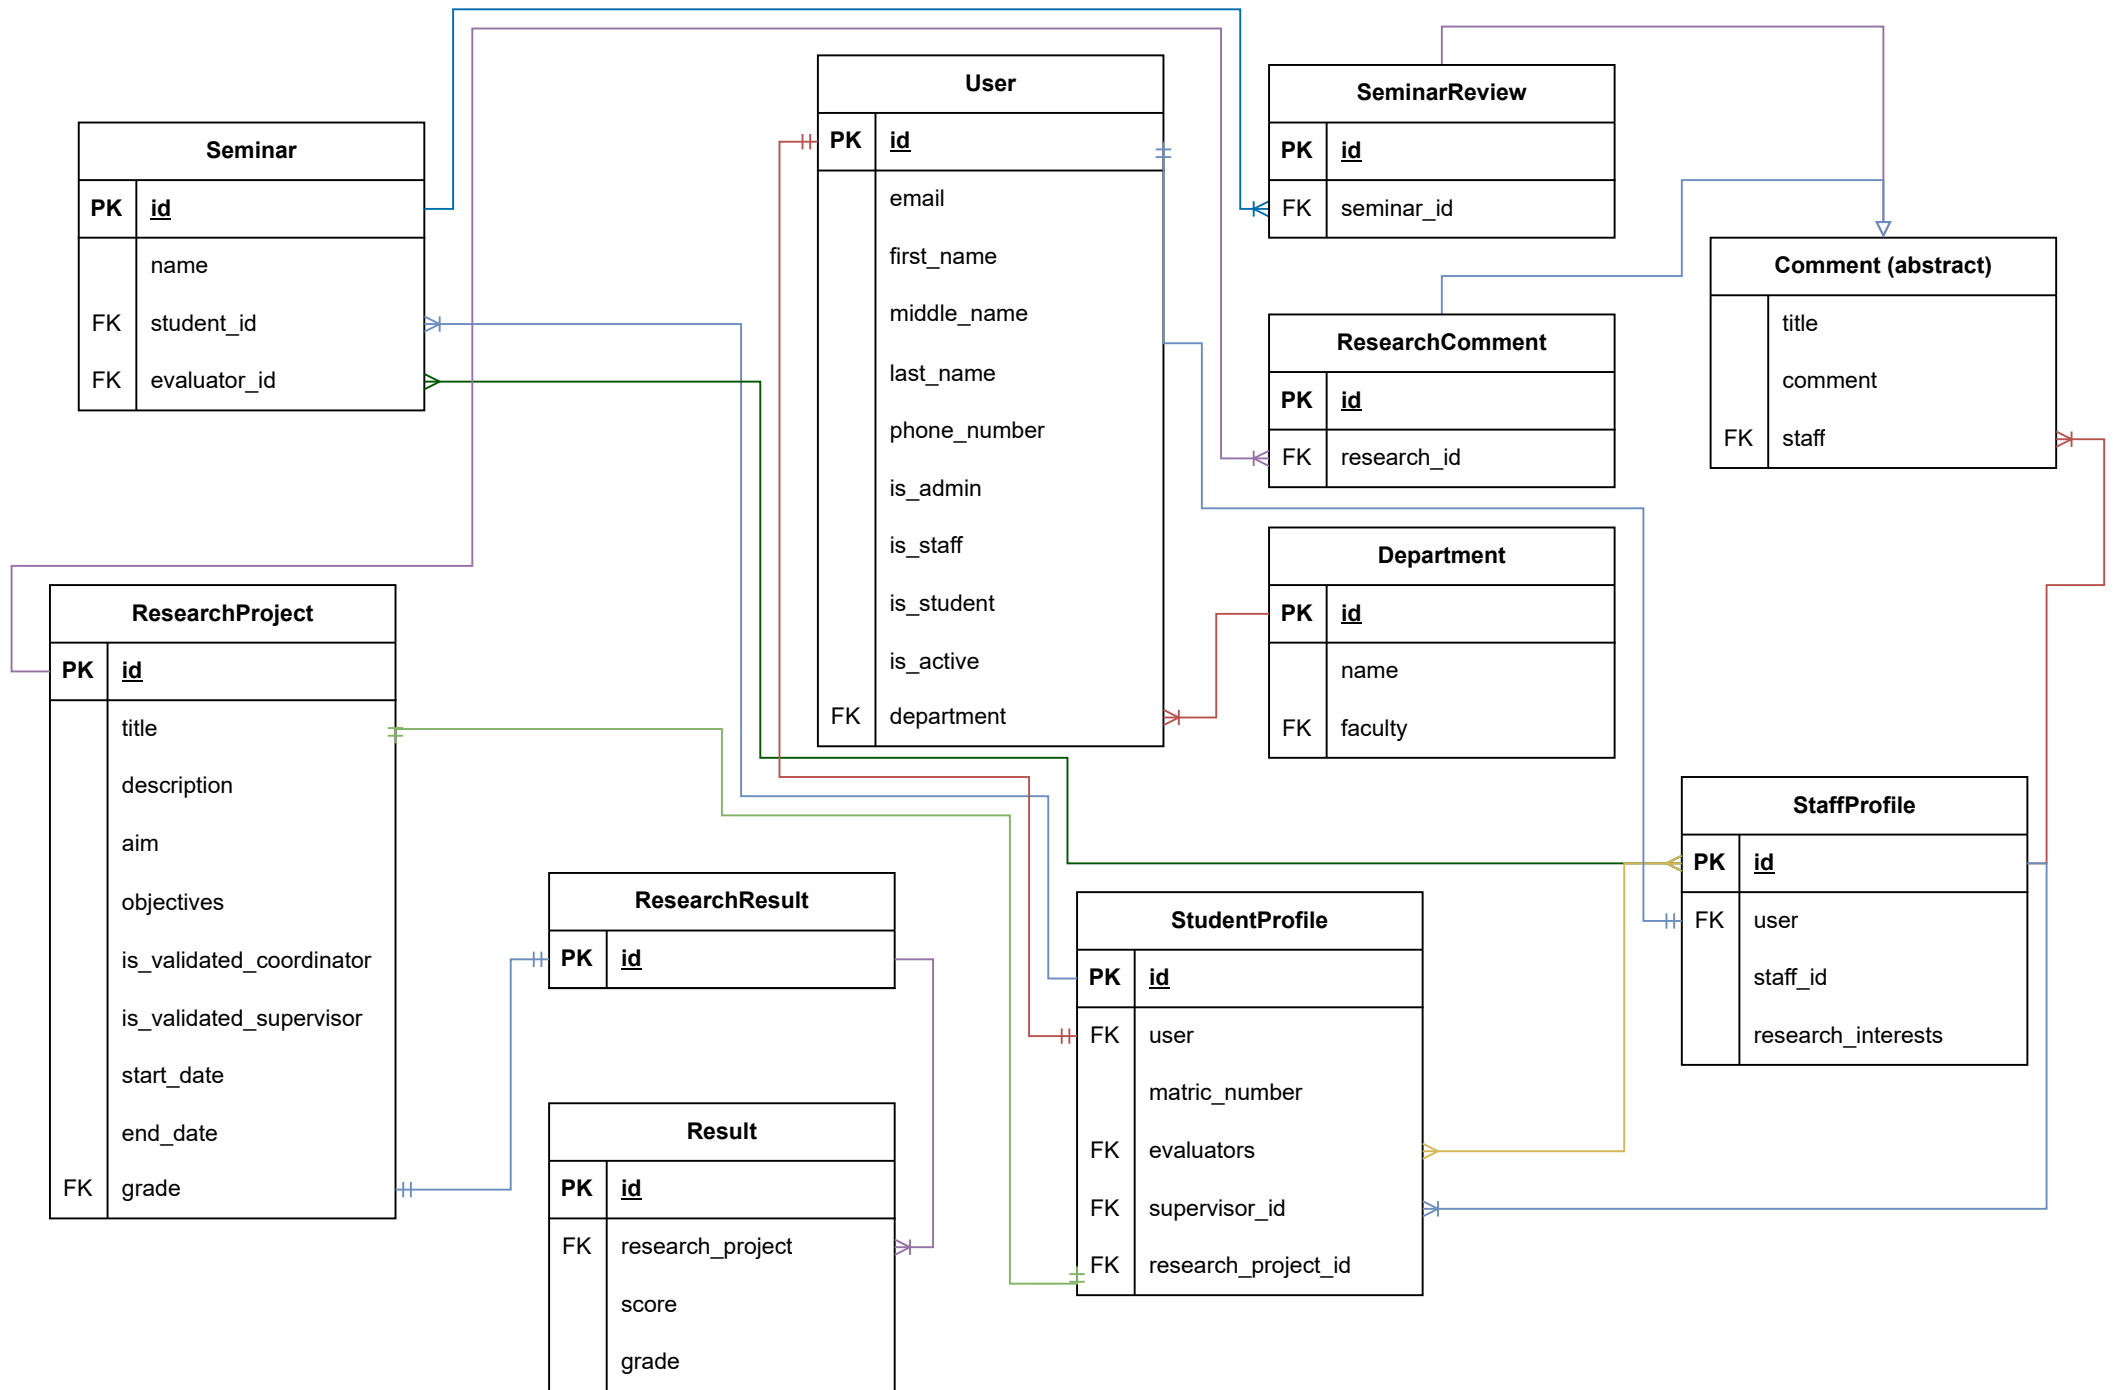 Seminar
PK id
name
FK student_id
FK evaluator_id
User
PK id
email
first_name
middle_name
last_name
phone_number
is_admin
is_staff
is_student
is_active
FK department
SeminarReview
PK id
FK seminar_id
Comment (abstract)
title
comment
FK staff
ResearchComment
PK id
FK research_id
Department
PK id
name
FK faculty
ResearchProject
PK id
title
description
aim
objectives
is_validated_coordinator
is_validated_supervisor
start_date
end_date
FK grade
ResearchResult
PK id
Result
PK id
FK research_project
score
grade
StudentProfile
PK id
FK user
matric_number
FK evaluators
FK supervisor_id
FK research_project_id
StaffProfile
PK id
FK user
staff_id
research_interests